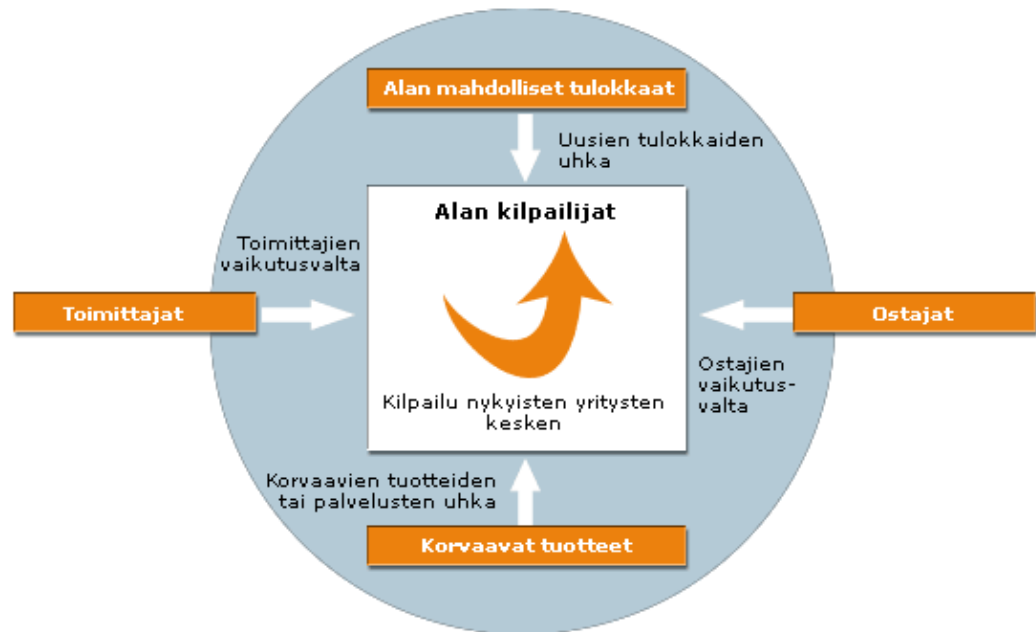 Alan mahdolliset tulokkaat
Uusien tulokkaiden
uhka
Alan kilpailijat
Toimittajien
vaikutusvalta
Toimittajat
Ostajat
Ostajien
vaikutus-
valta
Kilpailu nykyisten yritysten
kesken
Korvaavien tuotteiden
tai palvelusten uhka
Korvaavat tuotteet